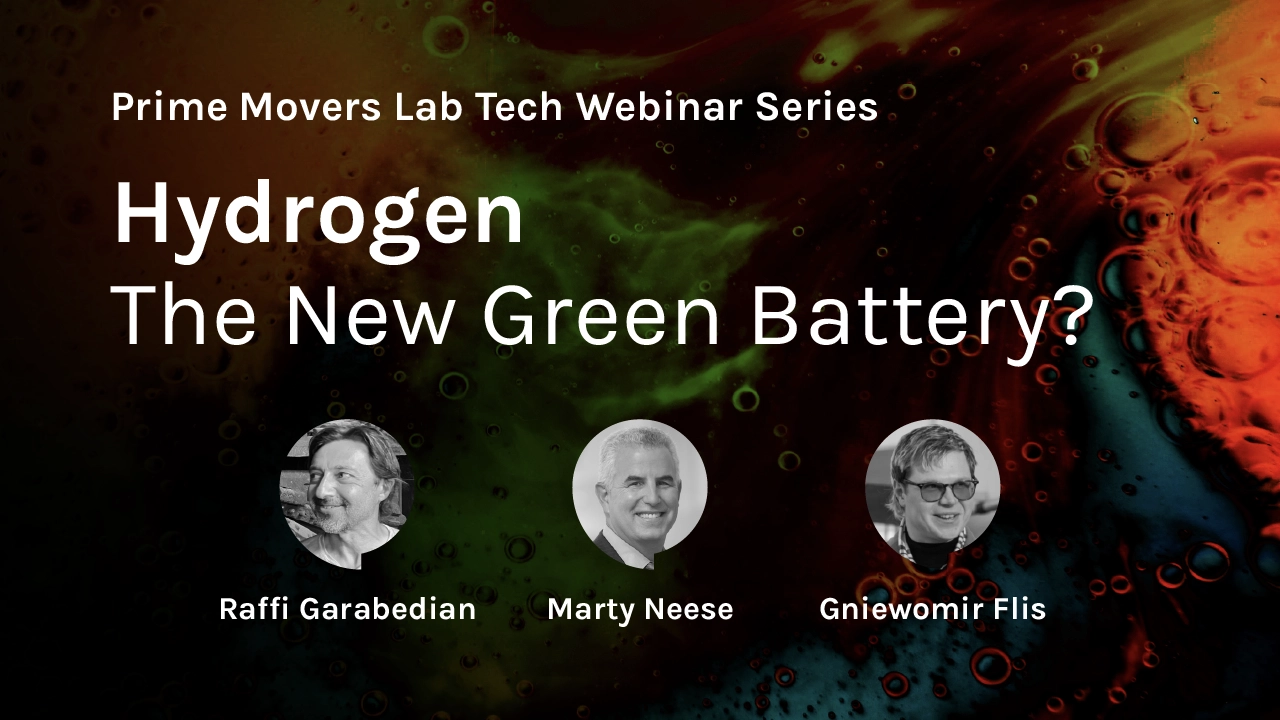 Prime Movers Lab Tech Webinar Series
Hydrogen
The New Green Battery?
Raffi Garabedian
Marty Neese
Gniewomir Flis